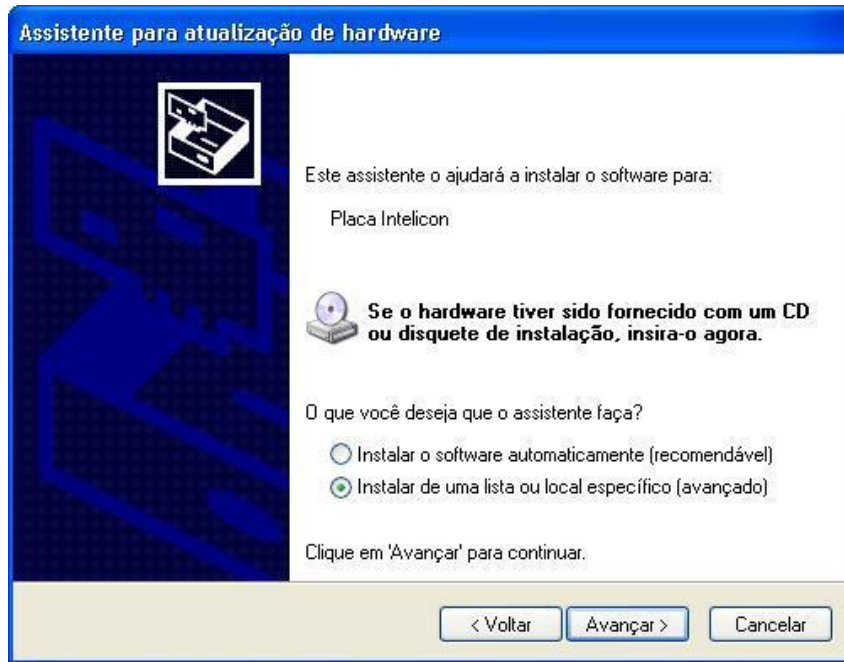 Assistente para atualização de hardware
Este assistente o ajudará a instalar o software para:
Placa Intelicon
Se o hardware tiver sido fornecido com um CD
ou disquete de instalação, insira-o agora.
O que você deseja que o assistente faça?
Instalar o software automaticamente (recomendável)
Instalar de uma lista ou local específico (avançado)
Clique em 'Avançar' para continuar.
< Voltar Avançar > Cancelar